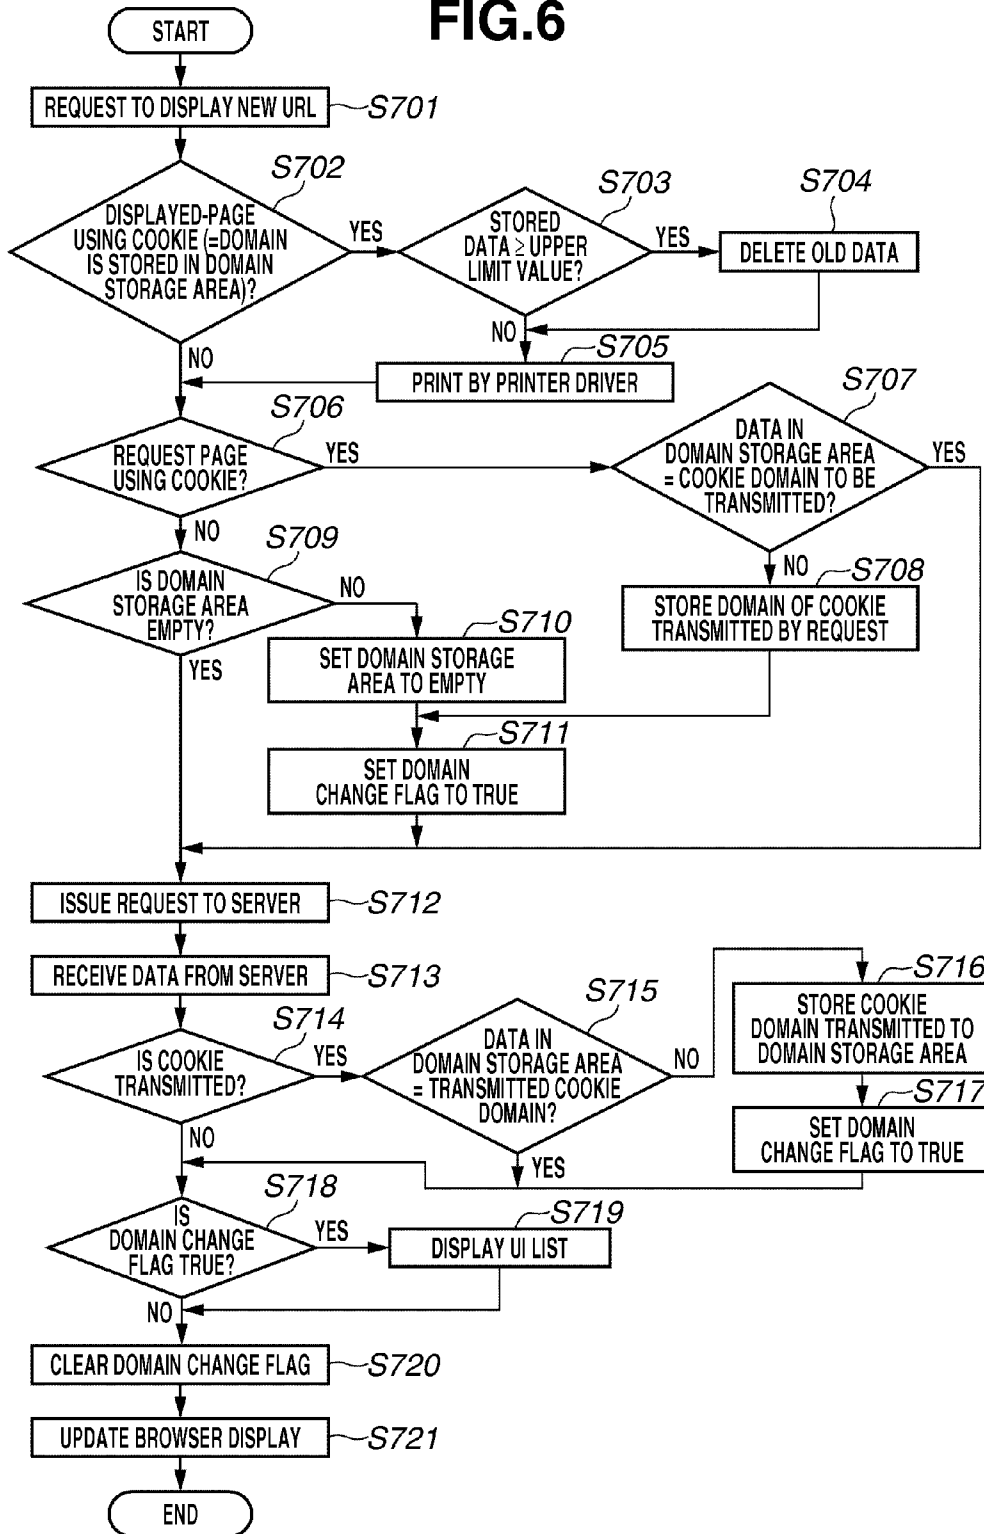 FIG.6
START
REQUEST TO DISPLAY NEW URL
S701
S702
DISPLAYED-PAGE
USING COOKIE (=DOMAIN
IS STORED IN DOMAIN
STORAGE AREA)?
YES
NO
S703
STORED
DATA ≥ UPPER
LIMIT VALUE?
YES
NO
S704
DELETE OLD DATA
S705
PRINT BY PRINTER DRIVER
S706
REQUEST PAGE
USING COOKIE?
YES
NO
S707
DATA IN
DOMAIN STORAGE AREA
= COOKIE DOMAIN TO BE
TRANSMITTED?
YES
NO
S708
STORE DOMAIN OF COOKIE
TRANSMITTED BY REQUEST
S709
IS DOMAIN
STORAGE AREA
EMPTY?
NO
YES
S710
SET DOMAIN STORAGE
AREA TO EMPTY
S711
SET DOMAIN
CHANGE FLAG TO TRUE
ISSUE REQUEST TO SERVER
S712
RECEIVE DATA FROM SERVER
S713
S714
IS COOKIE
TRANSMITTED?
YES
NO
S715
DATA IN
DOMAIN STORAGE AREA
= TRANSMITTED COOKIE
DOMAIN?
NO
YES
S716
STORE COOKIE
DOMAIN TRANSMITTED TO
DOMAIN STORAGE AREA
S717
SET DOMAIN
CHANGE FLAG TO TRUE
S718
IS
DOMAIN CHANGE
FLAG TRUE?
YES
NO
S719
DISPLAY UI LIST
CLEAR DOMAIN CHANGE FLAG
S720
UPDATE BROWSER DISPLAY
S721
END